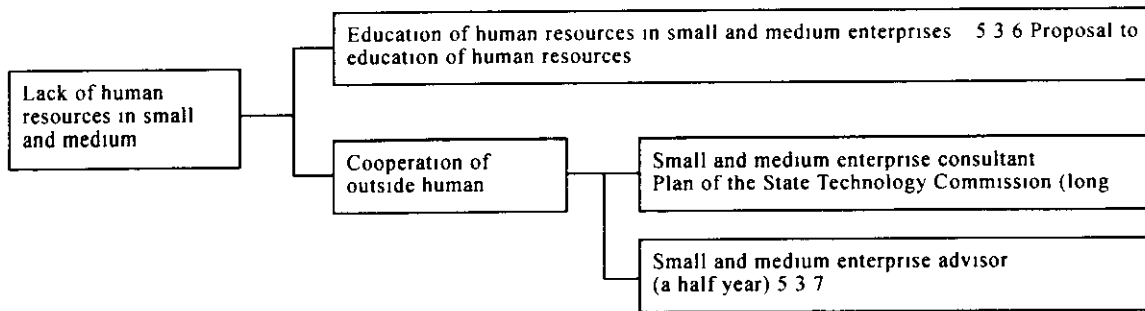 Education of human resources in small and medium enterprises 5 3 6 Proposal to
education of human resources
Lack of human
resources in small
and medium
Cooperation of
outside human
Small and medium enterprise consultant
Plan of the State Technology Commission (long
Small and medium enterprise advisor
(a half year) 5 3 7